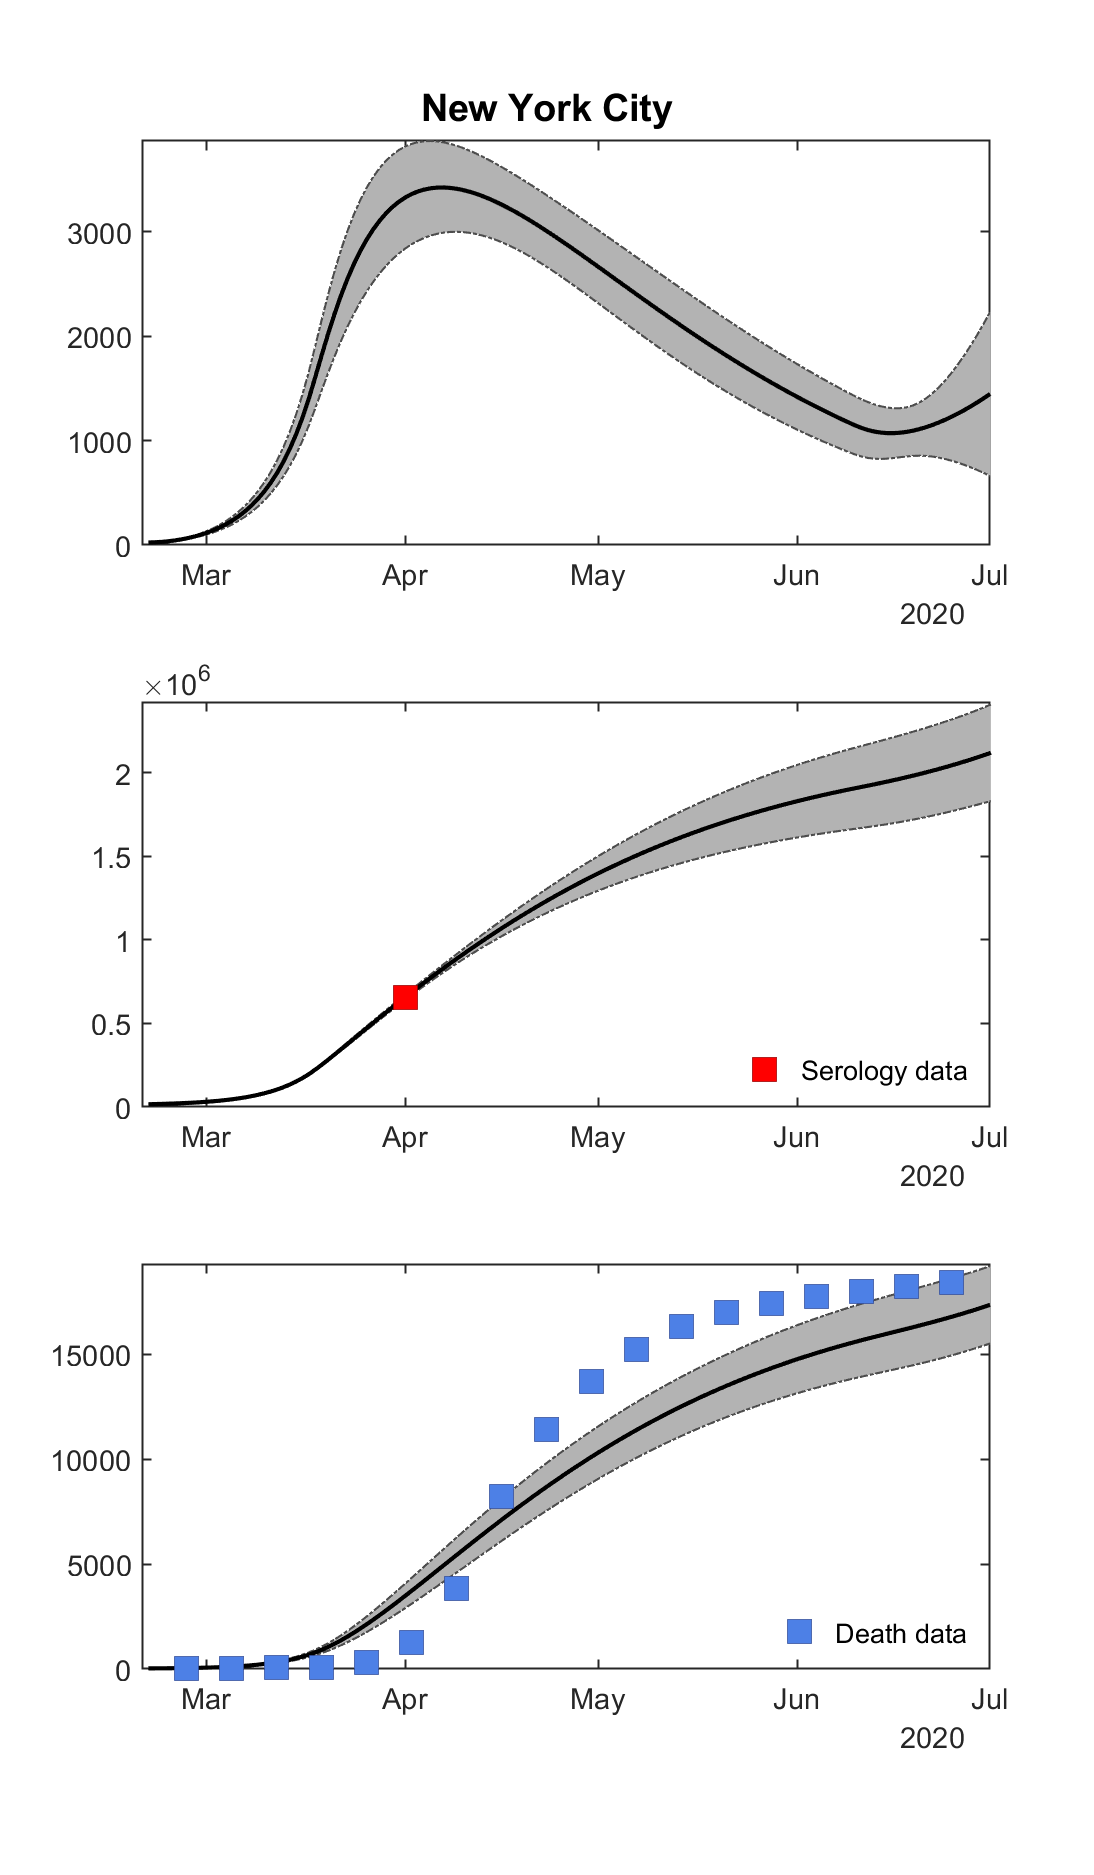 New York City
3000
2000
1000
0
Mar Apr May Jun Jul
2020
×10⁶
2
1.5
1
0.5
0
Serology data
Mar Apr May Jun Jul
2020
15000
10000
5000
0
Death data
Mar Apr May Jun Jul
2020